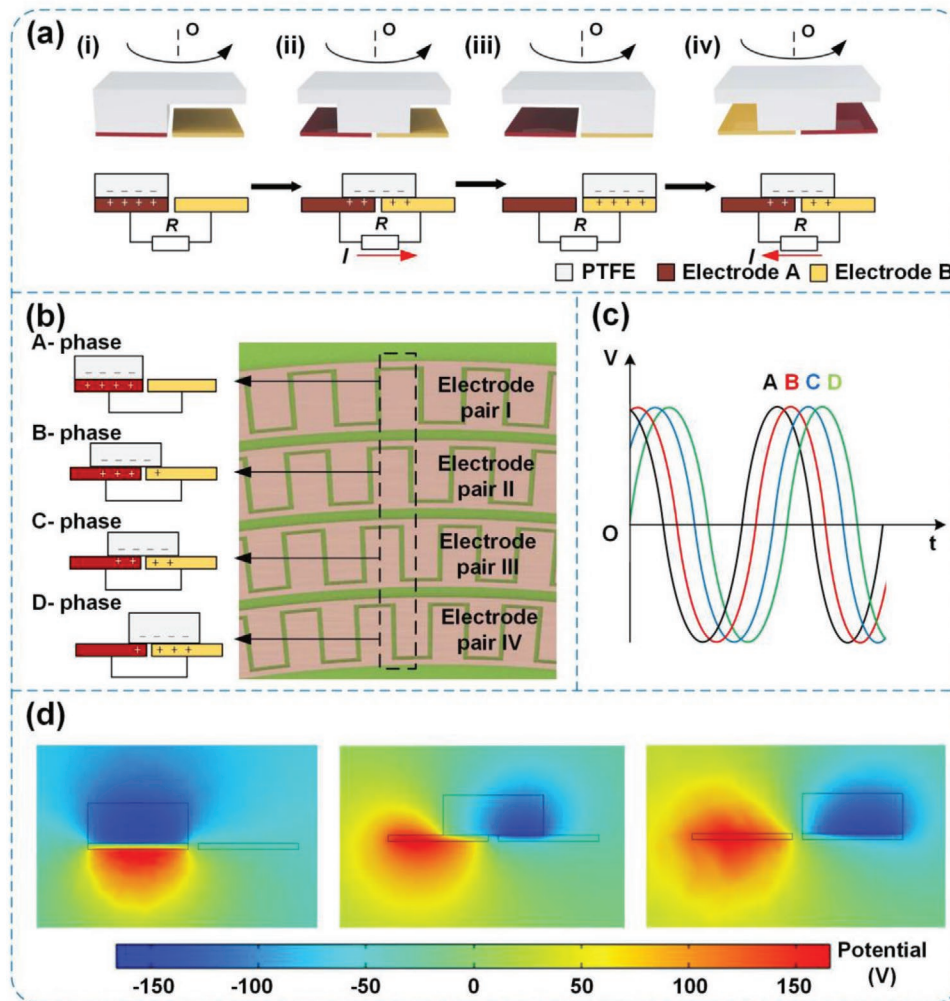 (a)
(i) O (ii) O (iii) O (iv) O
− − − −
+ + + +
R
− − − −
+ + + +
R
I
− − − −
+ + + +
R
− − − −
+ + + +
R
I
PTFE Electrode A Electrode B
(b)
A- phase
− − − −
+ + + +
B- phase
− − − −
+ + + +
C- phase
− − − −
+ + + +
D- phase
− − − −
+ + + +
Electrode
pair I
Electrode
pair II
Electrode
pair III
Electrode
pair IV
(c)
V
A B C D
O
t
(d)
-150 -100 -50 0 50 100 150
Potential
(V)